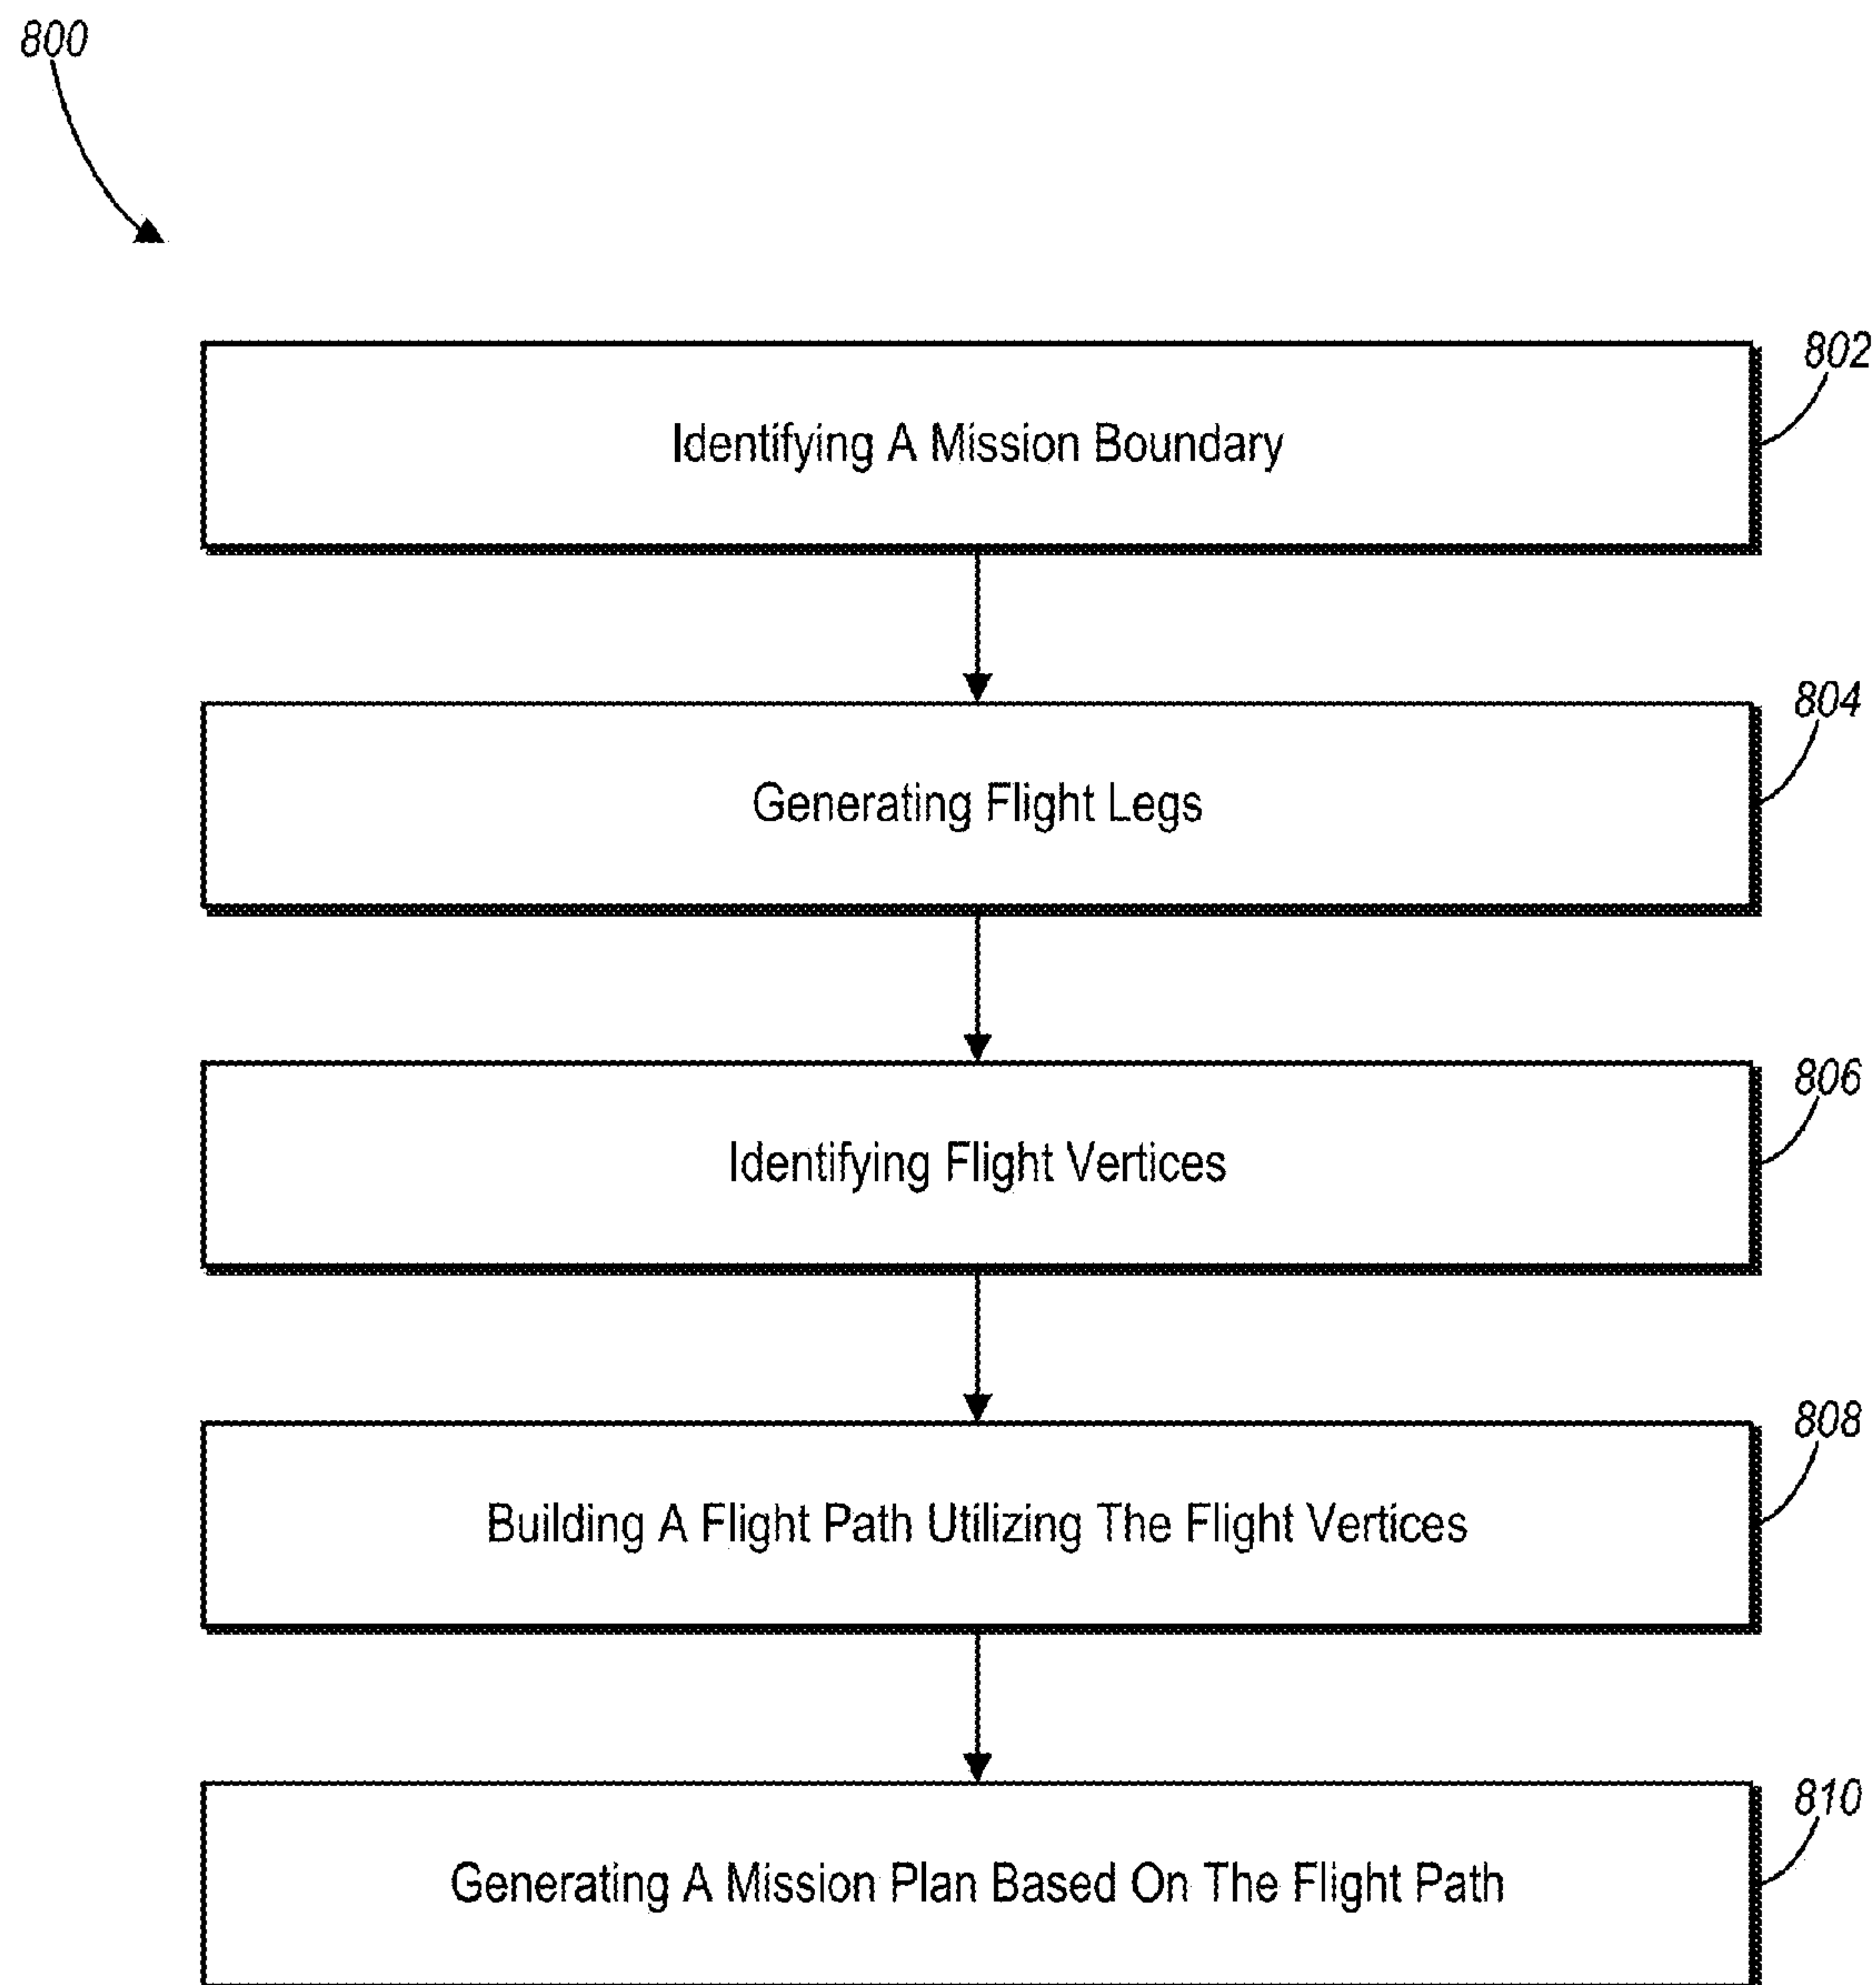 800
802
Identifying A Mission Boundary
804
Generating Flight Legs
806
Identifying Flight Vertices
808
Building A Flight Path Utilizing The Flight Vertices
810
Generating A Mission Plan Based On The Flight Path